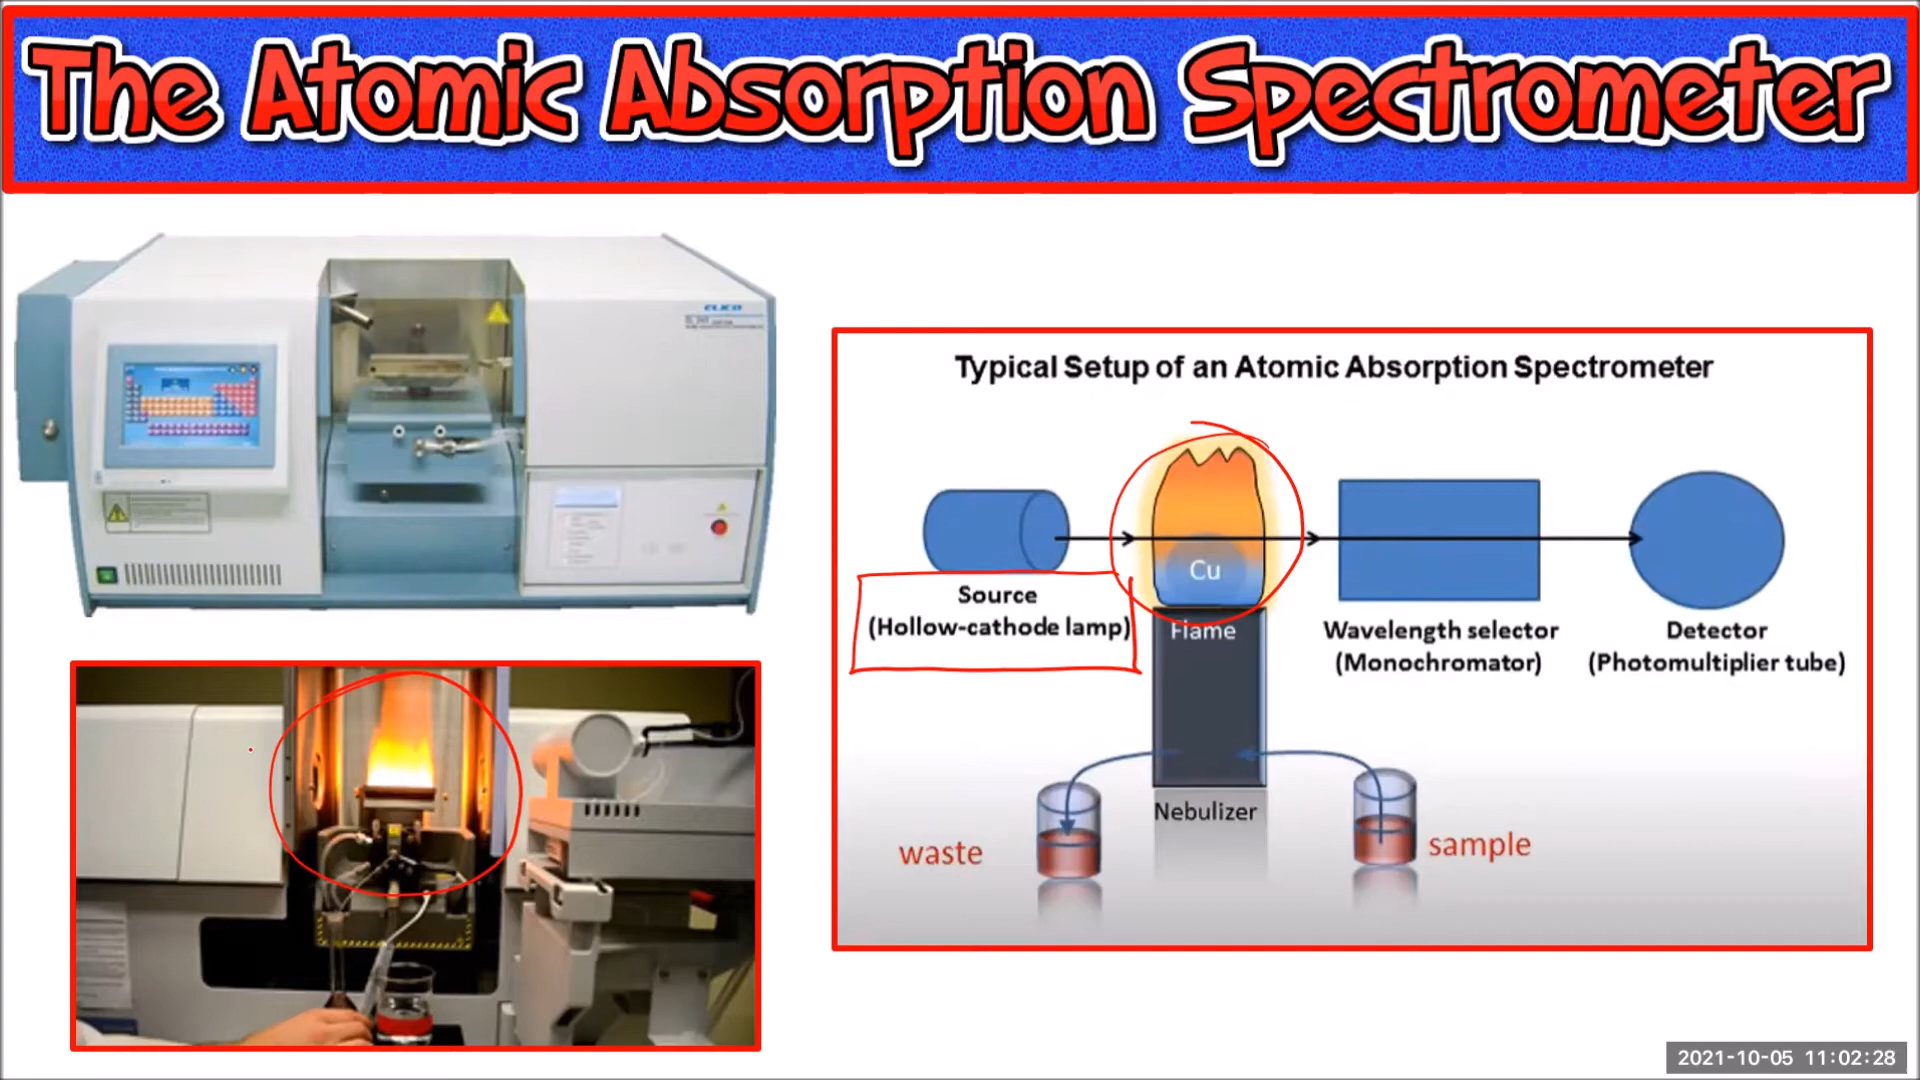 The Atomic Absorption Spectrometer
ELICO
Typical Setup of an Atomic Absorption Spectrometer
Cu
Source
(Hollow-cathode lamp)
Flame
Wavelength selector
(Monochromator)
Detector
(Photomultiplier tube)
Nebulizer
waste
sample
2021-10-05 11:02:28